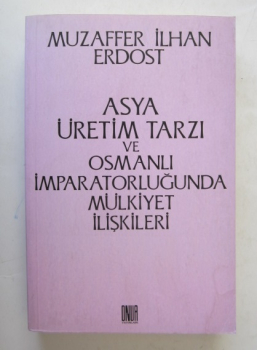 MUZAFFER İLHAN
ERDOST
ASYA
ÜRETİM TARZI
VE
OSMANLI
İMPARATORLUĞUNDA
MÜLKİYET
İLİŞKİLERİ
ONUR